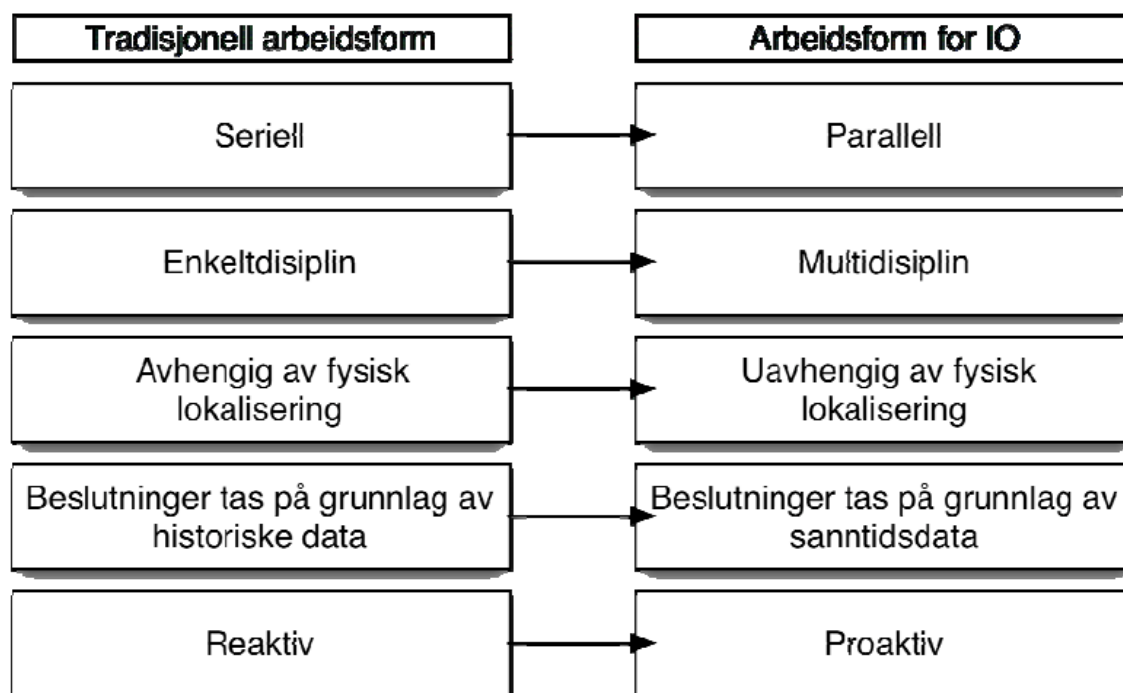 Tradisjonell arbeidsform
Arbeidsform for IO
Seriell
Parallell
Enkeltdisiplin
Multidisiplin
Avhengig av fysisk
lokalisering
Uavhengig av fysisk
lokalisering
Beslutninger tas på grunnlag av
historiske data
Beslutninger tas på grunnlag av
sanntidsdata
Reaktiv
Proaktiv